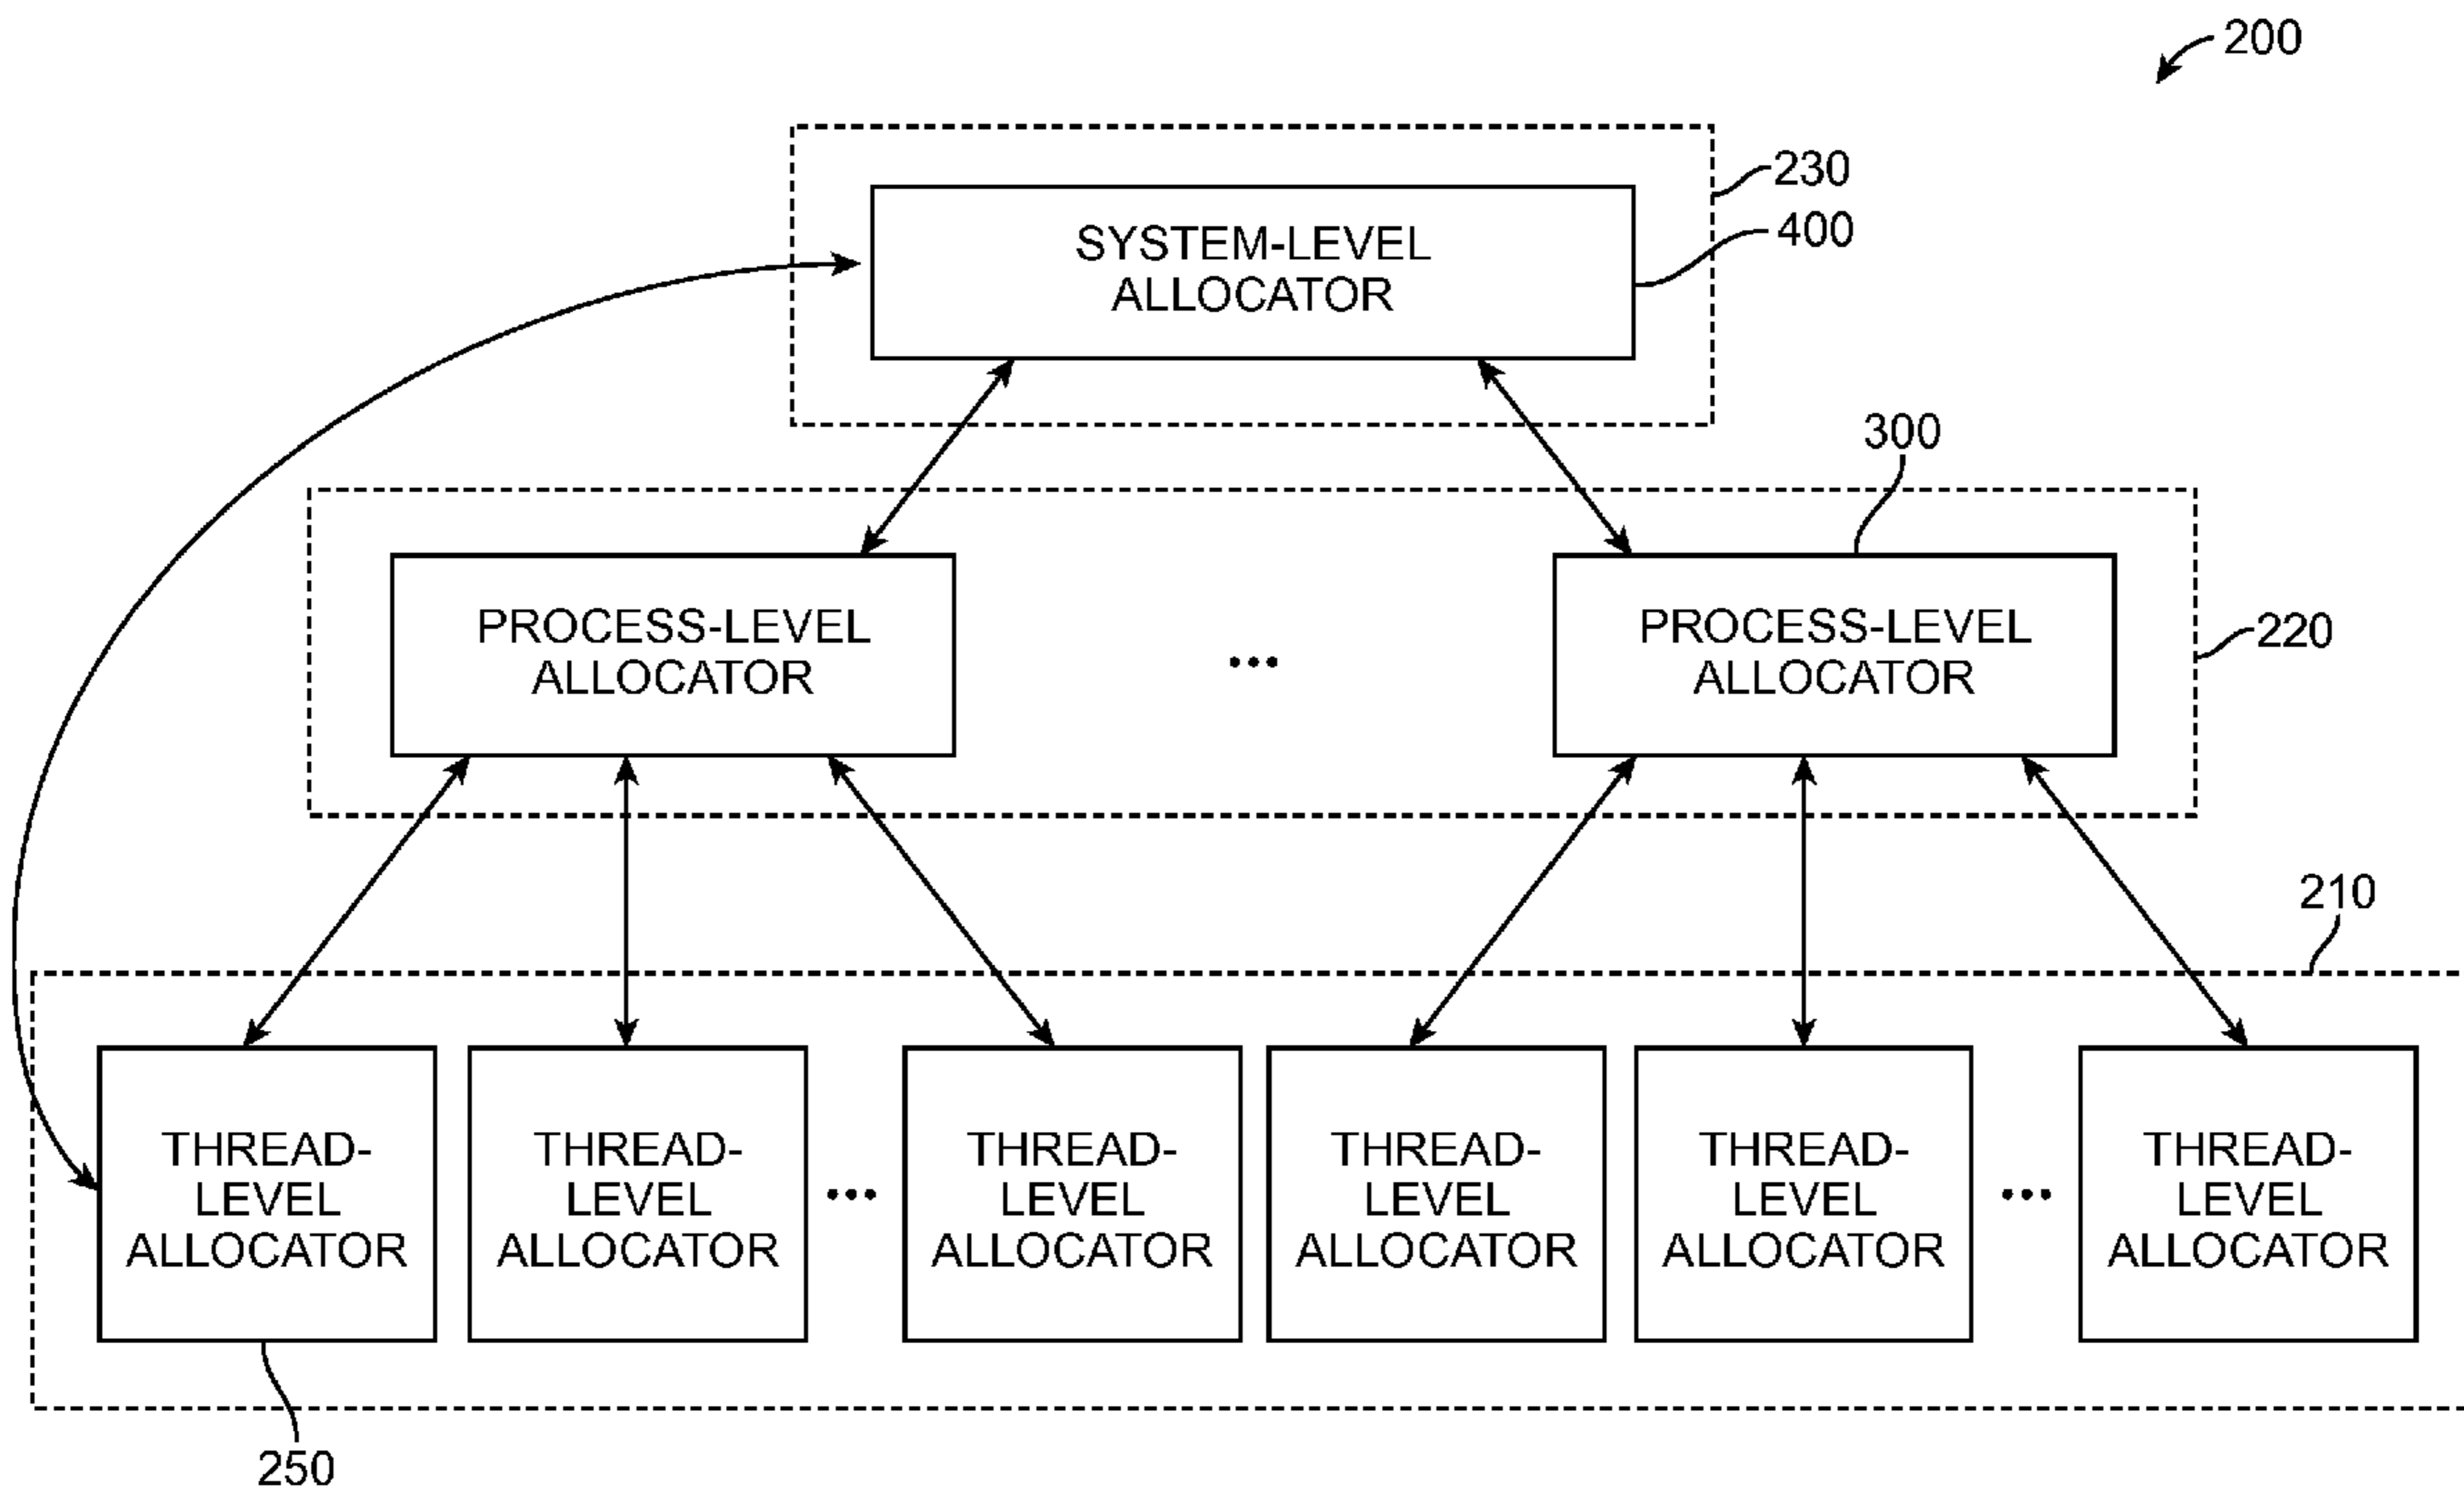 200
230
SYSTEM-LEVEL
ALLOCATOR
400
300
PROCESS-LEVEL
ALLOCATOR
...
PROCESS-LEVEL
ALLOCATOR
220
210
THREAD-
LEVEL
ALLOCATOR
THREAD-
LEVEL
ALLOCATOR
...
THREAD-
LEVEL
ALLOCATOR
THREAD-
LEVEL
ALLOCATOR
THREAD-
LEVEL
ALLOCATOR
...
THREAD-
LEVEL
ALLOCATOR
250